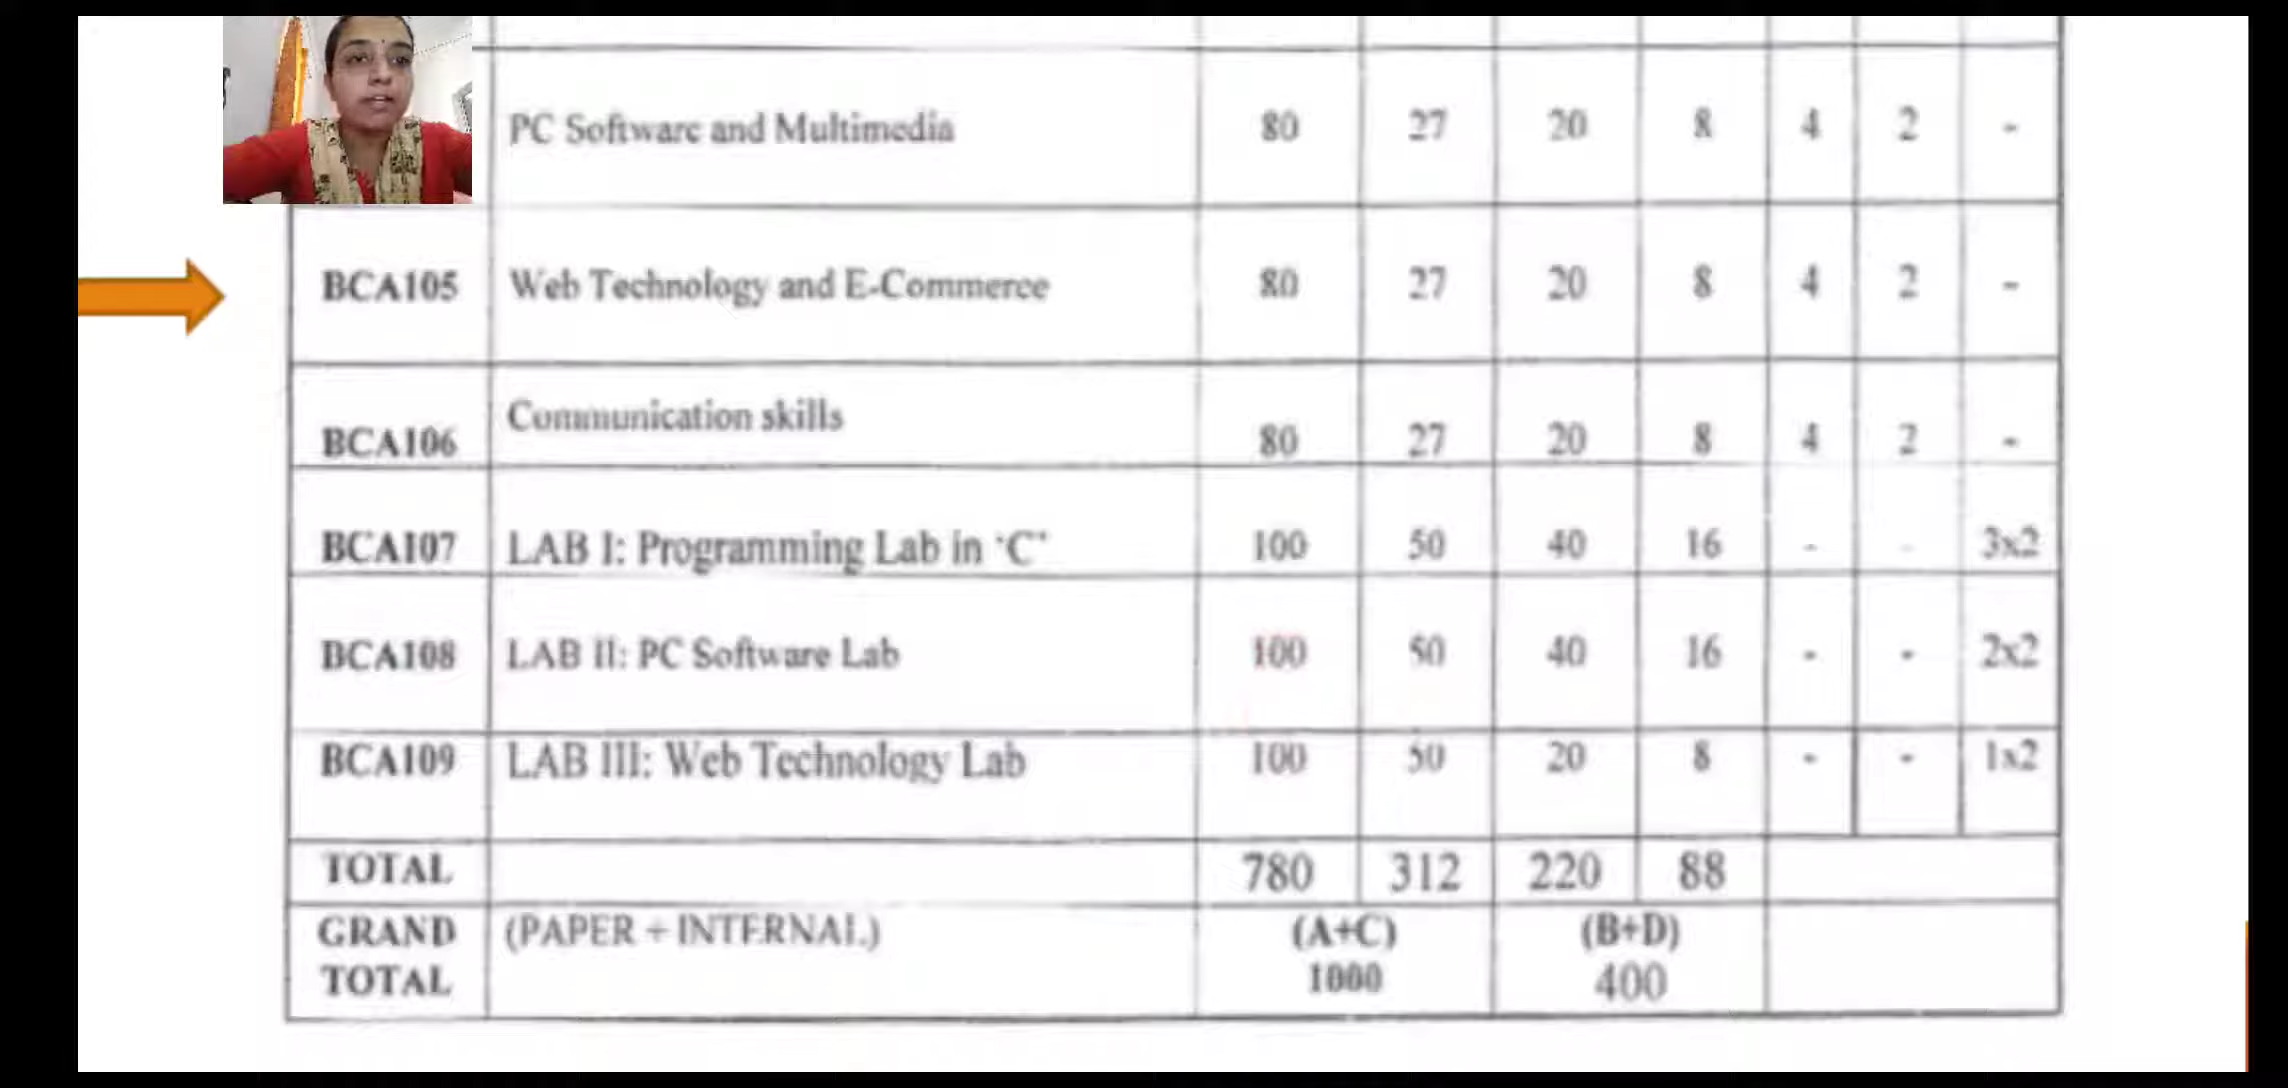 PC Software and Multimedia 80 27 20 8 4 2 -
BCA105 Web Technology and E-Commerce 80 27 20 8 4 2 -
BCA106 Communication skills 80 27 20 8 4 2 -
BCA107 LAB I: Programming Lab in 'C' 100 50 40 16 - - 3x2
BCA108 LAB II: PC Software Lab 100 50 40 16 - - 2x2
BCA109 LAB III: Web Technology Lab 100 50 20 8 - - 1x2
TOTAL 780 312 220 88
GRAND (PAPER + INTERNAL) (A+C) (B+D)
TOTAL 1000 400